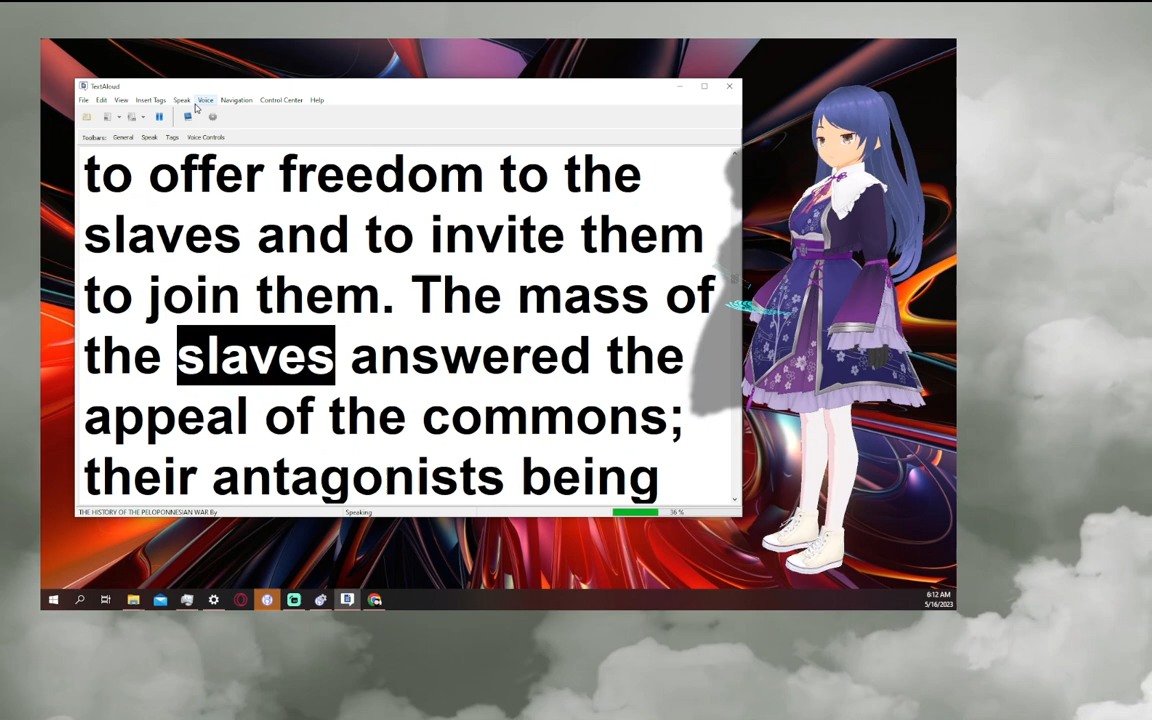 TextAloud
File Edit View Insert Tags Speak Voice Navigation Control Center Help
Toolbars: General Speak Tags Voice Controls
to offer freedom to the
slaves and to invite them
to join them. The mass of
the slaves answered the
appeal of the commons;
their antagonists being
THE HISTORY OF THE PELOPONNESIAN WAR By Speaking 36 %
6:12 AM
5/16/2023